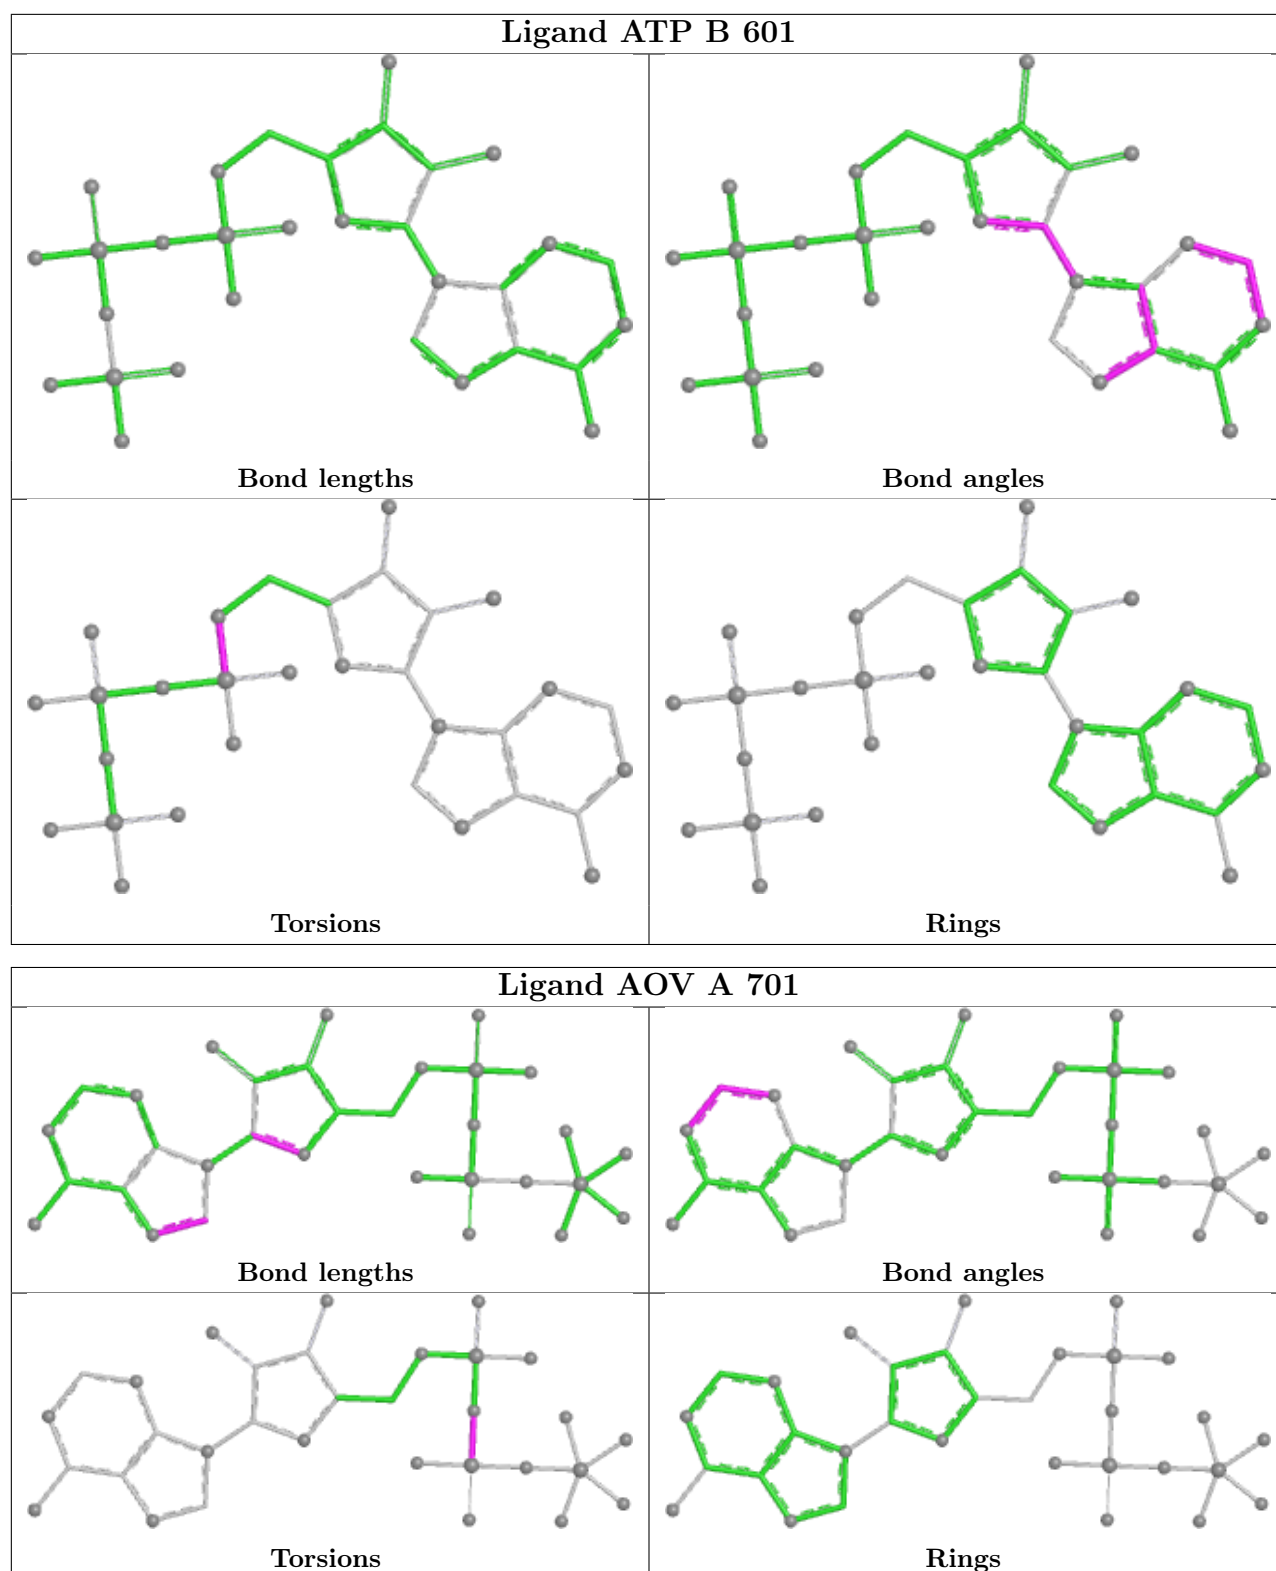 Ligand ATP B 601
Bond lengths
Bond angles
Torsions
Rings
Ligand AOV A 701
Bond lengths
Bond angles
Torsions
Rings